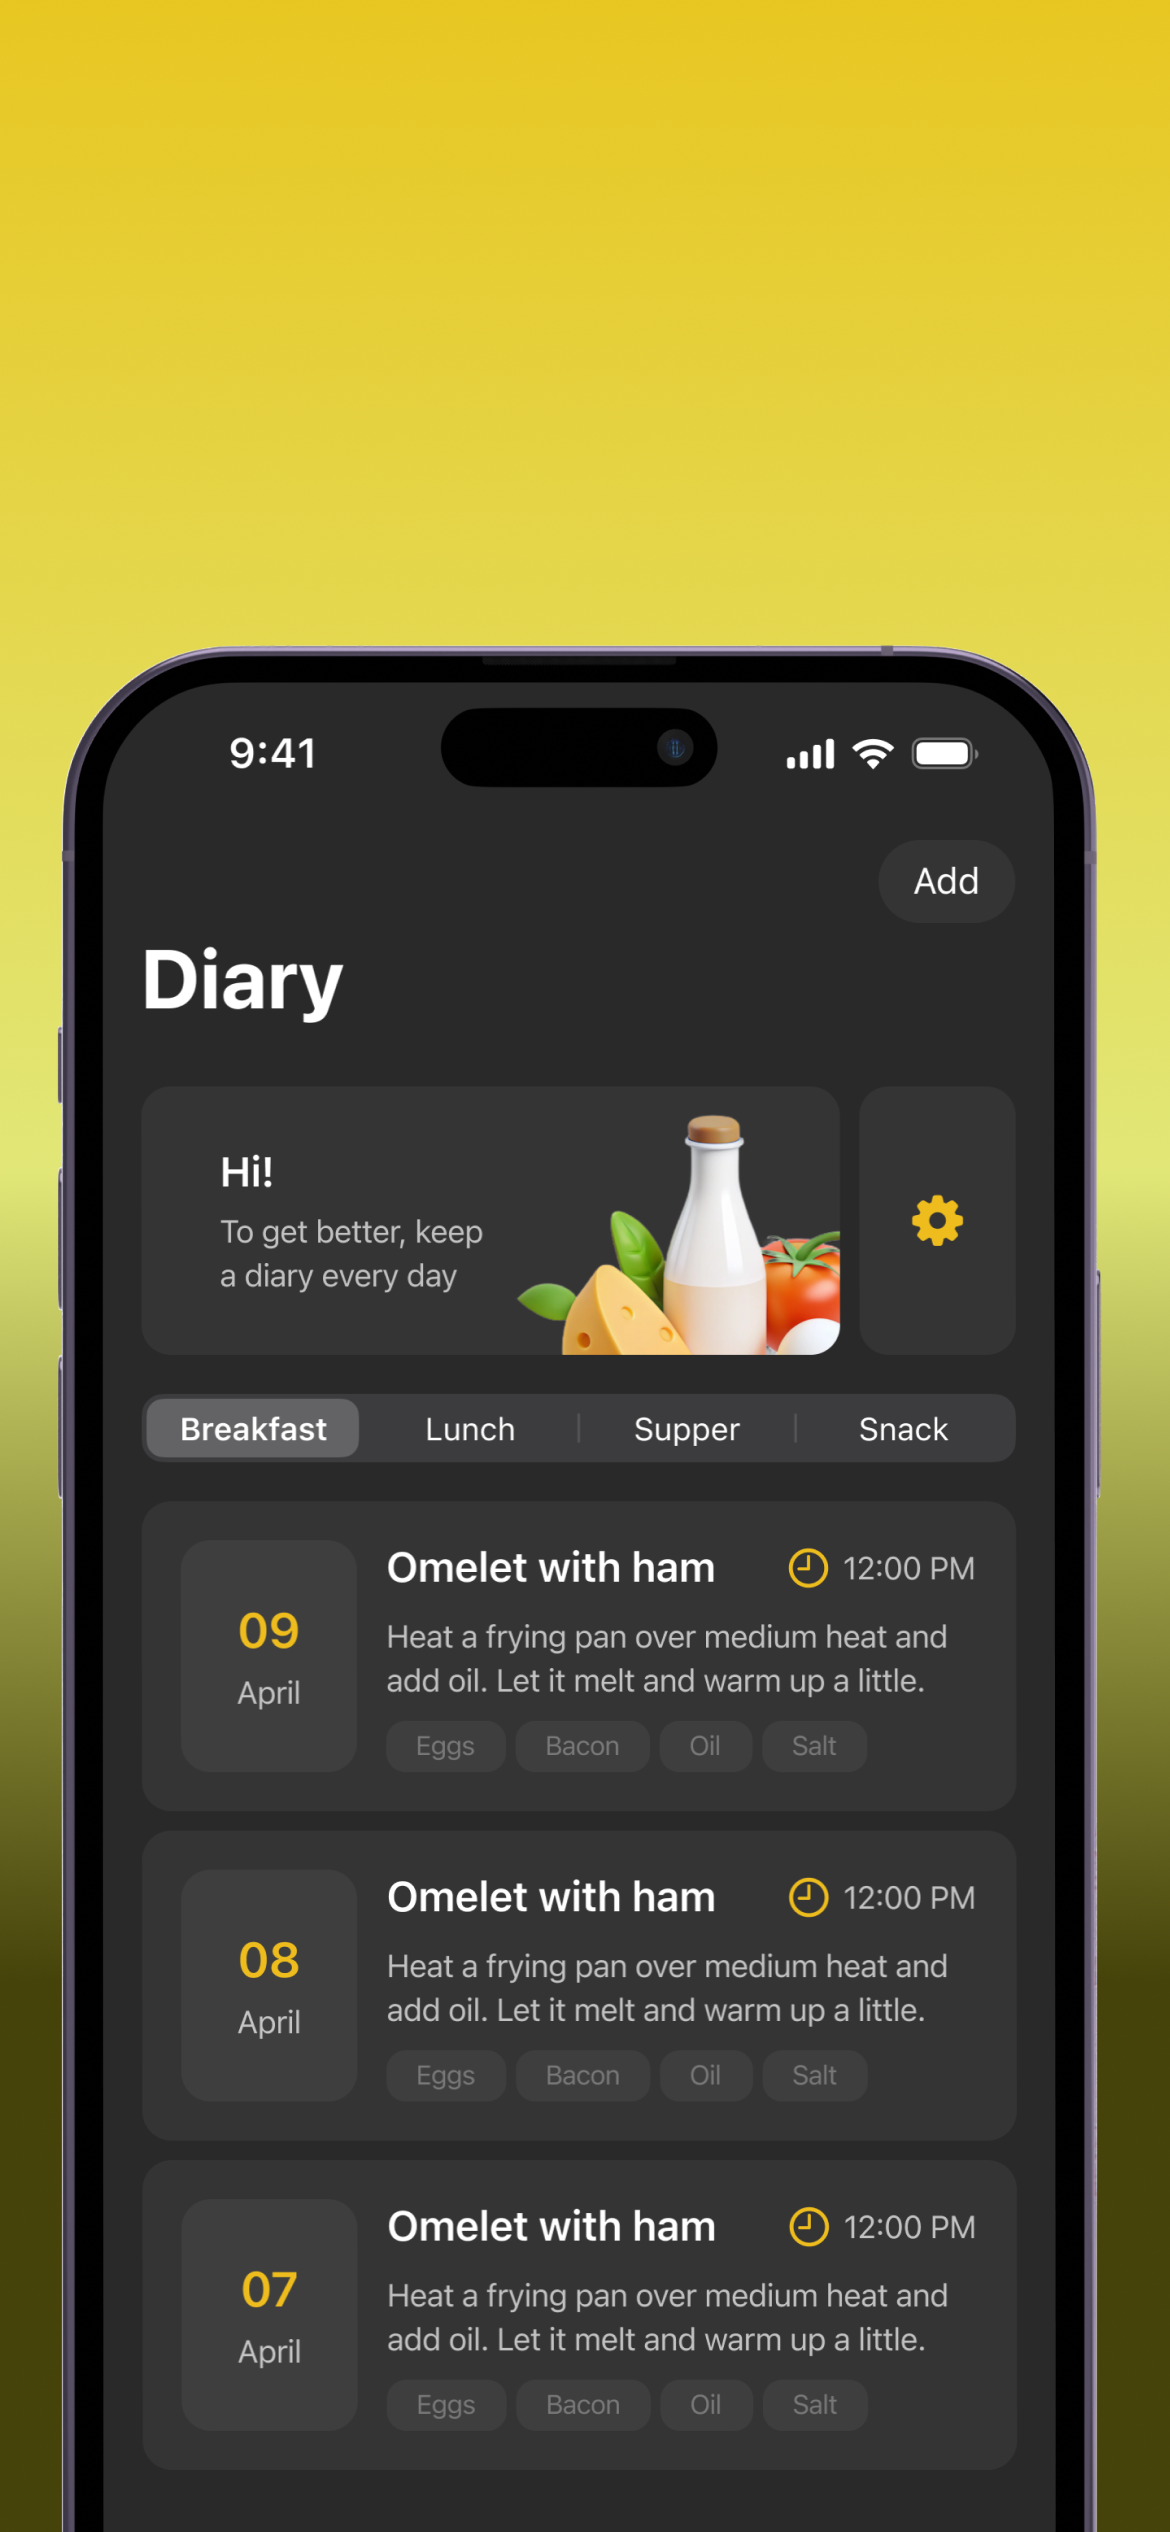 9:41
Add
Diary
Hi!
To get better, keep
a diary every day
Breakfast
Lunch
Supper
Snack
Omelet with ham
12:00 PM
09
April
Heat a frying pan over medium heat and
add oil. Let it melt and warm up a little.
Eggs
Bacon
Oil
Salt
Omelet with ham
12:00 PM
08
April
Heat a frying pan over medium heat and
add oil. Let it melt and warm up a little.
Eggs
Bacon
Oil
Salt
Omelet with ham
12:00 PM
07
April
Heat a frying pan over medium heat and
add oil. Let it melt and warm up a little.
Eggs
Bacon
Oil
Salt